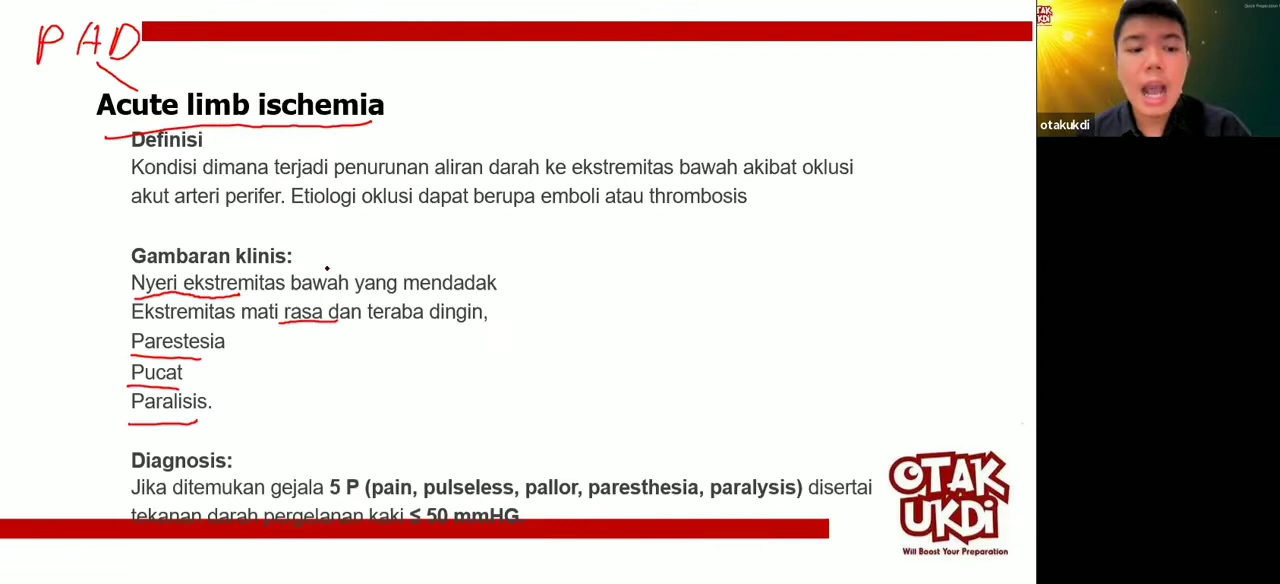 PAD
Acute limb ischemia
Definisi
Kondisi dimana terjadi penurunan aliran darah ke ekstremitas bawah akibat oklusi
akut arteri perifer. Etiologi oklusi dapat berupa emboli atau thrombosis
Gambaran klinis:
Nyeri ekstremitas bawah yang mendadak
Ekstremitas mati rasa dan teraba dingin,
Parestesia
Pucat
Paralisis.
Diagnosis:
Jika ditemukan gejala 5 P (pain, pulseless, pallor, paresthesia, paralysis) disertai
tekanan darah pergelanan kaki ≤ 50 mmHG.
OTAK
UKDi
Will Boost Your Preparation
otakukdi